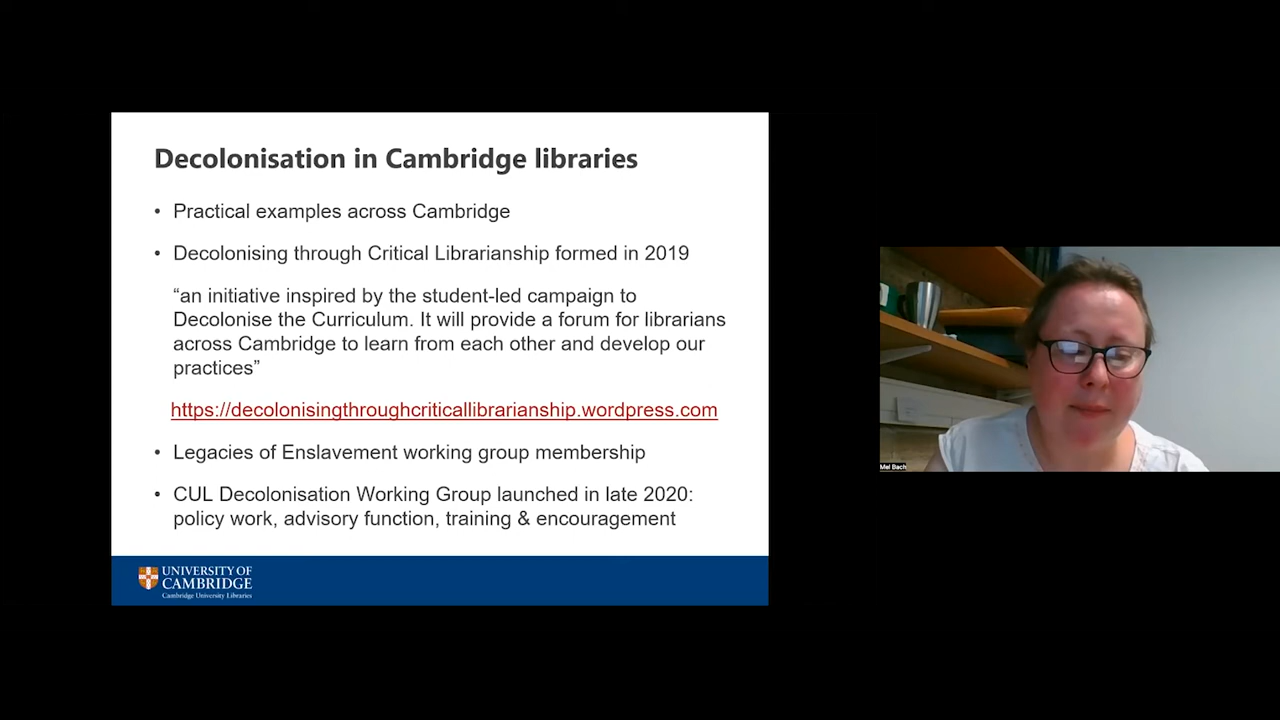 Decolonisation in Cambridge libraries
• Practical examples across Cambridge
• Decolonising through Critical Librarianship formed in 2019
“an initiative inspired by the student-led campaign to
Decolonise the Curriculum. It will provide a forum for librarians
across Cambridge to learn from each other and develop our
practices”
https://decolonisingthroughcriticallibrarianship.wordpress.com
• Legacies of Enslavement working group membership
• CUL Decolonisation Working Group launched in late 2020:
policy work, advisory function, training & encouragement
UNIVERSITY OF
CAMBRIDGE
Cambridge University Libraries
Mel Bach